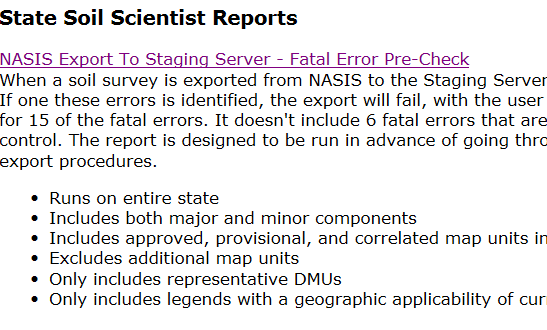 State Soil Scientist Reports
NASIS Export To Staging Server - Fatal Error Pre-Check
When a soil survey is exported from NASIS to the Staging Server
If one these errors is identified, the export will fail, with the user
for 15 of the fatal errors. It doesn't include 6 fatal errors that are
control. The report is designed to be run in advance of going thro
export procedures.
• Runs on entire state
• Includes both major and minor components
• Includes approved, provisional, and correlated map units in
• Excludes additional map units
• Only includes representative DMUs
• Only includes legends with a geographic applicability of curr